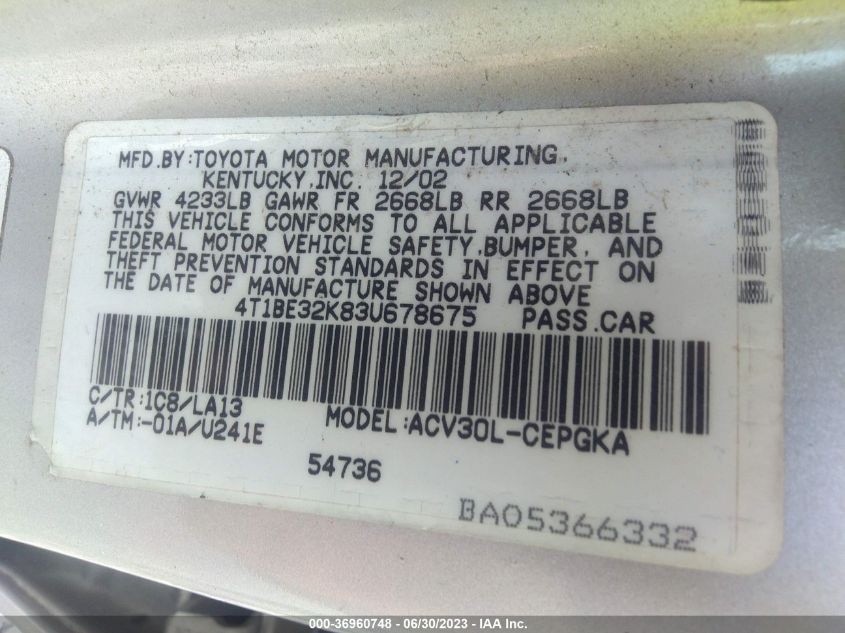 MFD.BY:TOYOTA MOTOR MANUFACTURING,
KENTUCKY,INC. 12/02
GVWR 4233LB GAWR FR 2668LB RR 2668LB
THIS VEHICLE CONFORMS TO ALL APPLICABLE
FEDERAL MOTOR VEHICLE SAFETY,BUMPER, AND
THEFT PREVENTION STANDARDS IN EFFECT ON
THE DATE OF MANUFACTURE SHOWN ABOVE
4T1BE32K83U678675 PASS.CAR
C/TR:1C8/LA13
A/TM:-01A/U241E
MODEL:ACV30L-CEPGKA
54736
BA05366332
000-36960748 - 06/30/2023 - IAA Inc.